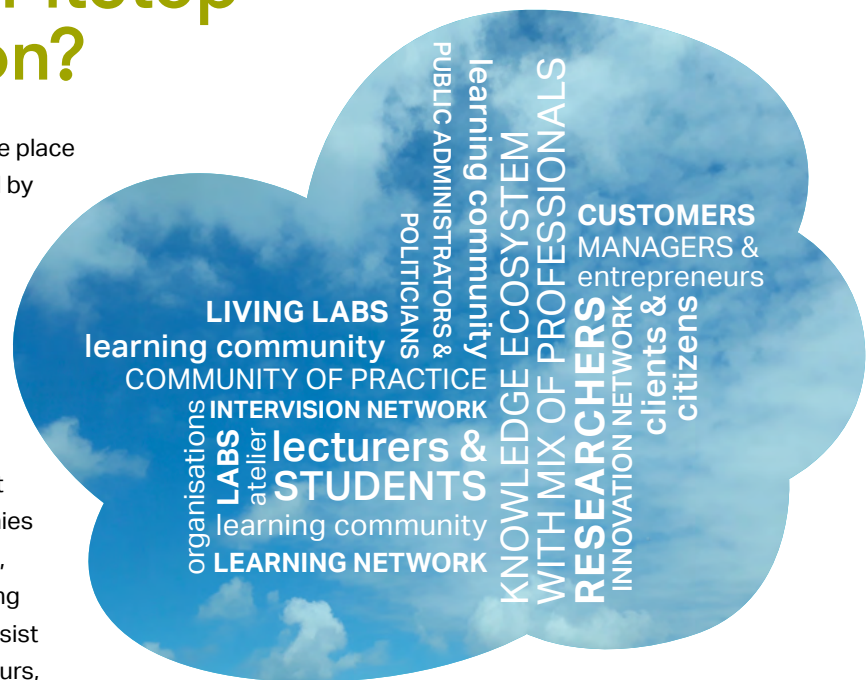 on?
e place
by
t
nies
,
ng
sist
urs,
PUBLIC ADMINISTRATORS &
POLITICIANS
learning community
KNOWLEDGE ECOSYSTEM
WITH MIX OF PROFESSIONALS
CUSTOMERS
MANAGERS &
entrepreneurs
LIVING LABS
learning community
COMMUNITY OF PRACTICE
INTERVISION NETWORK
organisations
LABS
atelier
lecturers &
STUDENTS
learning community
LEARNING NETWORK
RESEARCHERS
INNOVATION NETWORK
clients &
citizens